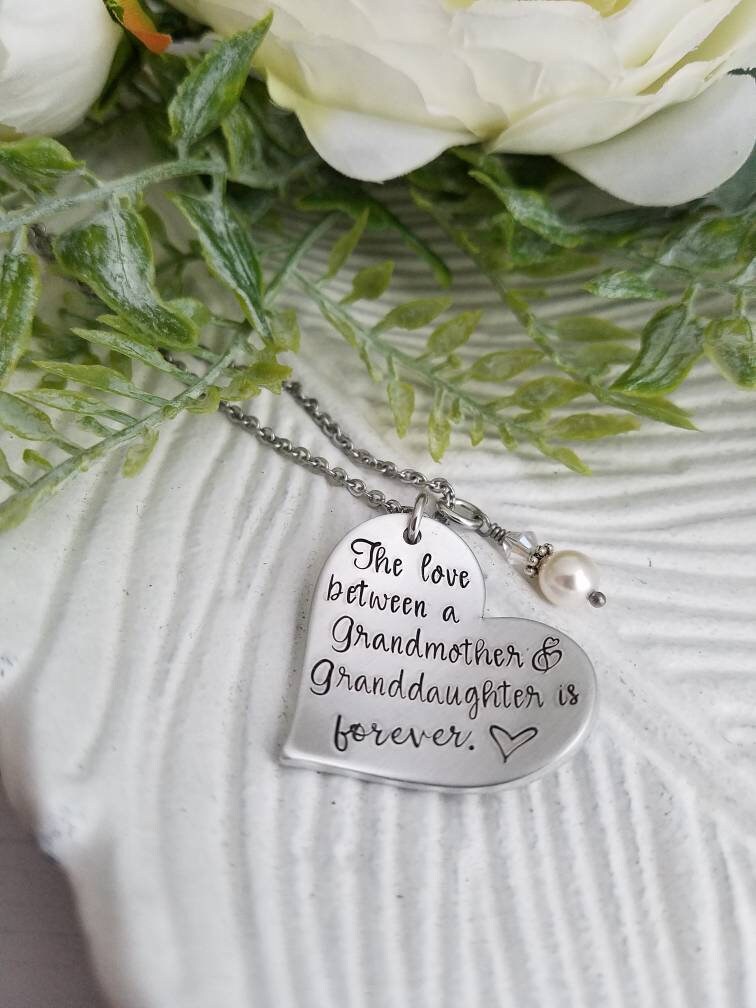 The love
between a
Grandmother &
Granddaughter is
forever. ♡